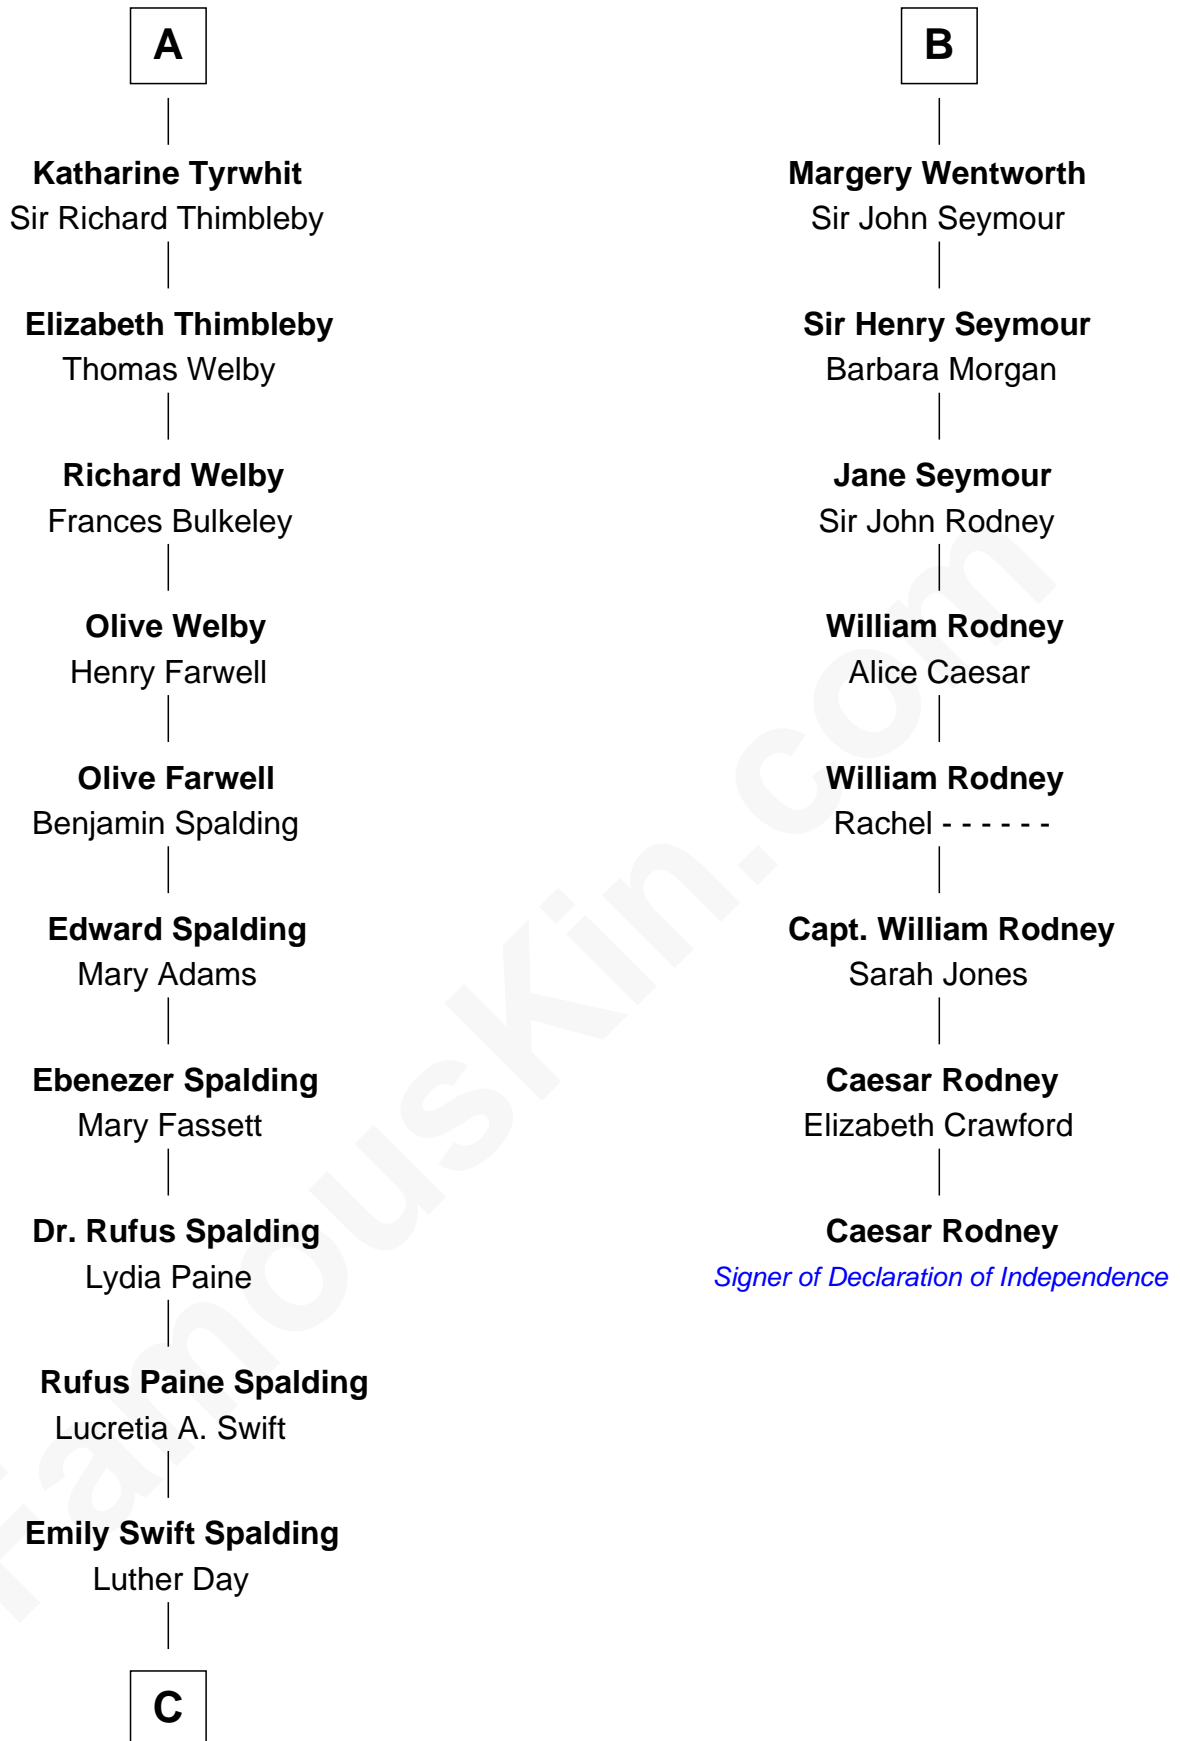 A
Katharine Tyrwhit
Sir Richard Thimbleby
Elizabeth Thimbleby
Thomas Welby
Richard Welby
Frances Bulkeley
Olive Welby
Henry Farwell
Olive Farwell
Benjamin Spalding
Edward Spalding
Mary Adams
Ebenezer Spalding
Mary Fassett
Dr. Rufus Spalding
Lydia Paine
Rufus Paine Spalding
Lucretia A. Swift
Emily Swift Spalding
Luther Day
C
B
Margery Wentworth
Sir John Seymour
Sir Henry Seymour
Barbara Morgan
Jane Seymour
Sir John Rodney
William Rodney
Alice Caesar
William Rodney
Rachel - - - - - -
Capt. William Rodney
Sarah Jones
Caesar Rodney
Elizabeth Crawford
Caesar Rodney
Signer of Declaration of Independence
FamousKin.com